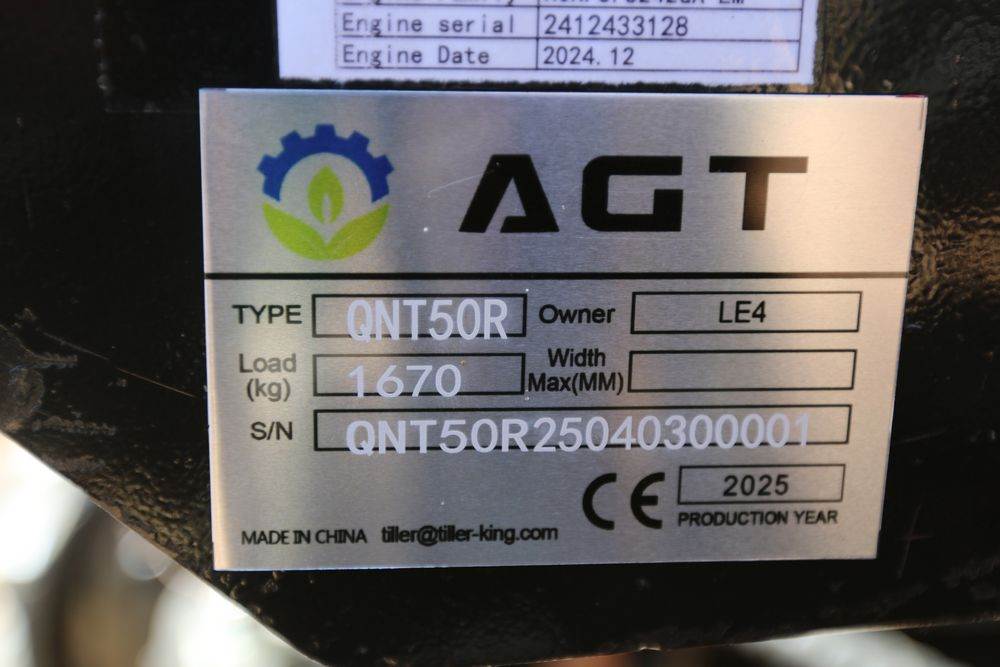 Engine serial 2412433128
Engine Date 2024.12
AGT
TYPE QNT50R Owner LE4
Load (kg) 1670 Width Max(MM)
S/N QNT50R25040300001
CE 2025
PRODUCTION YEAR
MADE IN CHINA tiller@tiller-king.com